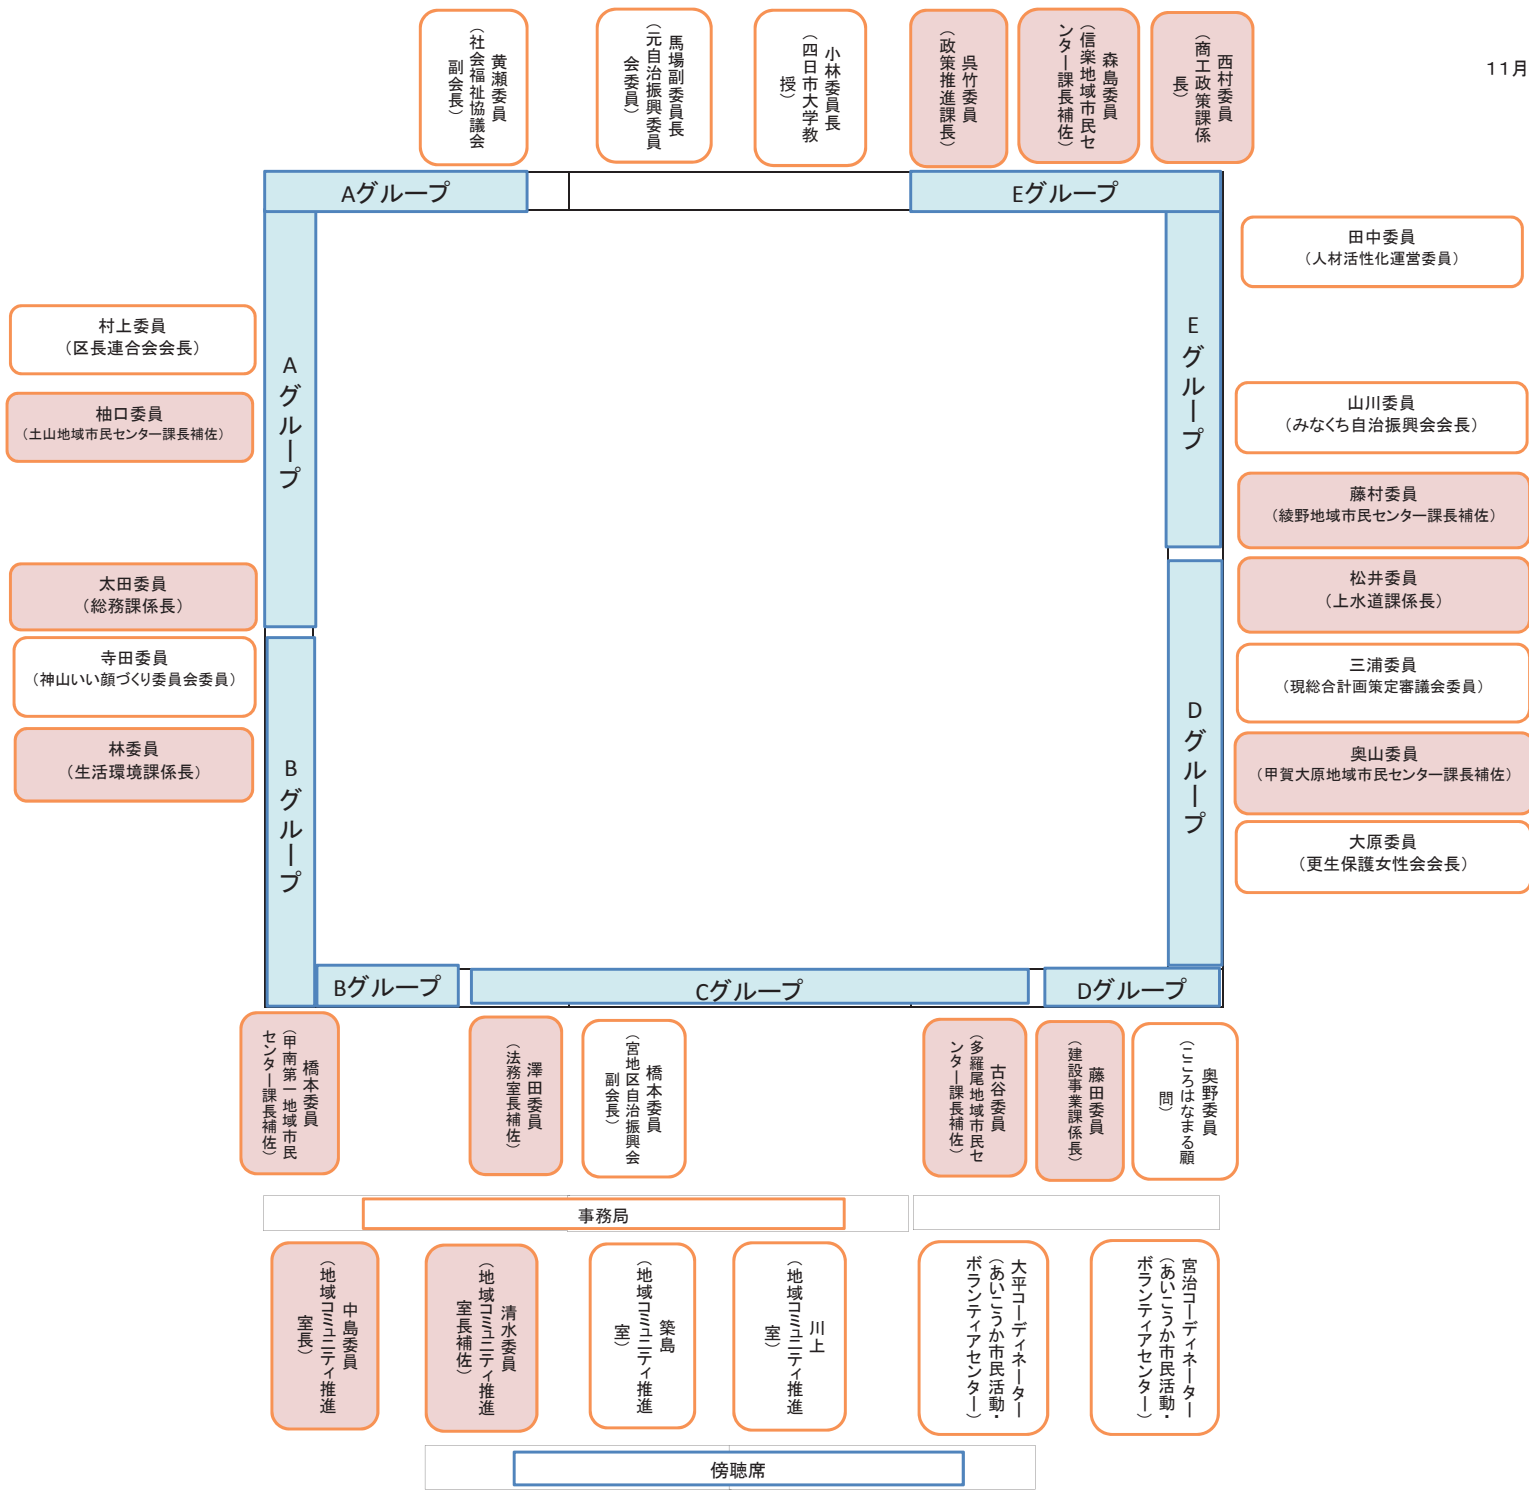 11月
黄瀬委員
(社会福祉協議会
副会長)
馬場副委員長
(元自治振興委員
会委員)
小林委員長
(四日市大学教
授)
呉竹委員
(政策推進課長)
森島委員
(信楽地域市民セ
ンター課長補佐)
西村委員
(商工政策課係
長)
Aグループ
Eグループ
田中委員
(人材活性化運営委員)
村上委員
(区長連合会会長)
Aグループ
Eグループ
柚口委員
(土山地域市民センター課長補佐)
山川委員
(みなくち自治振興会会長)
藤村委員
(綾野地域市民センター課長補佐)
太田委員
(総務課係長)
松井委員
(上水道課係長)
寺田委員
(神山いい顔づくり委員会委員)
三浦委員
(現総合計画策定審議会委員)
林委員
(生活環境課係長)
Bグループ
Dグループ
奥山委員
(甲賀大原地域市民センター課長補佐)
大原委員
(更生保護女性会会長)
Bグループ
Cグループ
Dグループ
橋本委員
(甲南第一地域市民
センター課長補佐)
澤田委員
(法務室長補佐)
橋本委員
(宮地区自治振興会
副会長)
古谷委員
(多羅尾地域市民セ
ンター課長補佐)
藤田委員
(建設事業課係長)
奥野委員
(こころはなまる顧
問)
事務局
中島委員
(地域コミュニティ推進
室長)
清水委員
(地域コミュニティ推進
室長補佐)
築島
(地域コミュニティ推進
室)
川上
(地域コミュニティ推進
室)
大平コーディネーター
(あいこうか市民活動・
ボランティアセンター)
宮治コーディネーター
(あいこうか市民活動・
ボランティアセンター)
傍聴席